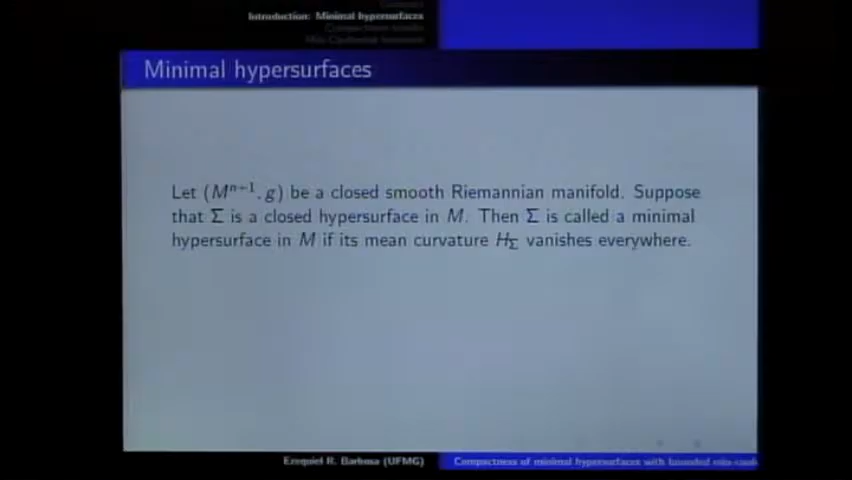 Introduction: Minimal hypersurfaces
Minimal hypersurfaces
Let (Mⁿ⁺¹, g) be a closed smooth Riemannian manifold. Suppose
that Σ is a closed hypersurface in M. Then Σ is called a minimal
hypersurface in M if its mean curvature H_Σ vanishes everywhere.
Ezequiel R. Barbosa (UFMG)
Compactness of minimal hypersurfaces with bounded